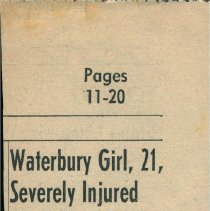 Pages
11-20
Waterbury Girl, 21,
Severely Injured